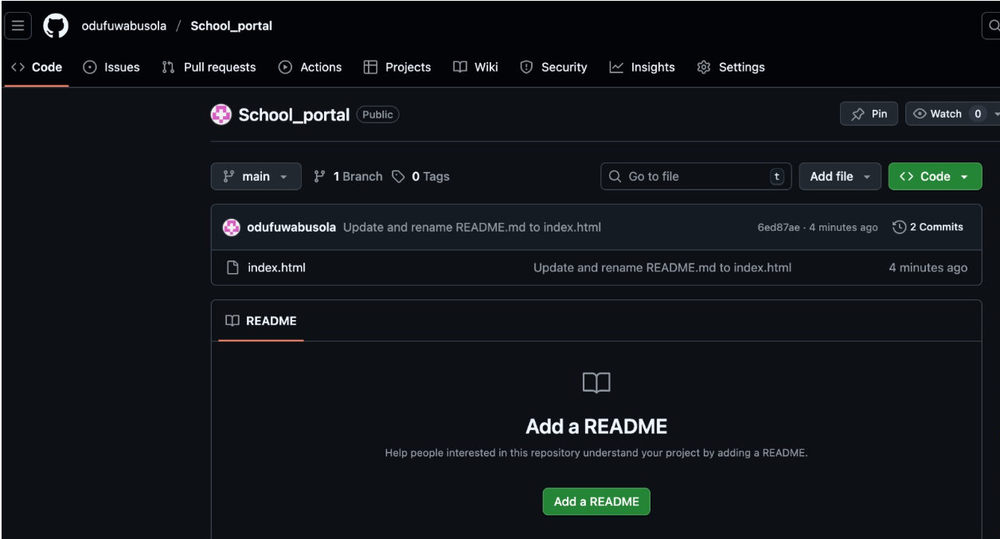 odufuwabusola / School_portal
Code Issues Pull requests Actions Projects Wiki Security Insights Settings
School_portal Public Pin Watch 0
main 1 Branch 0 Tags Go to file t Add file Code
odufuwabusola Update and rename README.md to index.html 6ed87ae · 4 minutes ago 2 Commits
index.html Update and rename README.md to index.html 4 minutes ago
README
Add a README
Help people interested in this repository understand your project by adding a README.
Add a README